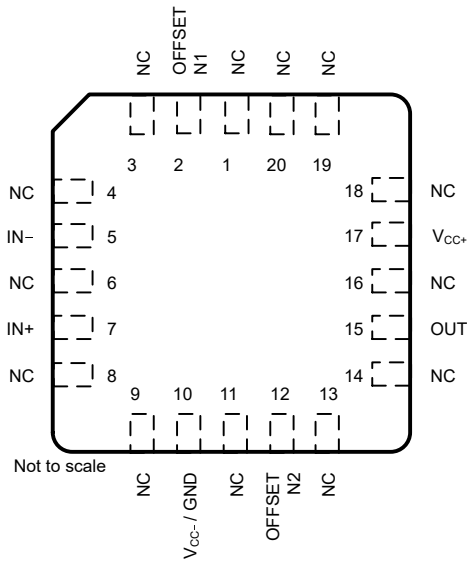 NC
OFFSET
N1
NC
NC
NC
3
2
1
20
19
NC
4
18
NC
IN−
5
17
VCC+
NC
6
16
NC
IN+
7
15
OUT
NC
8
14
NC
9
10
11
12
13
Not to scale
NC
VCC- / GND
NC
OFFSET
N2
NC